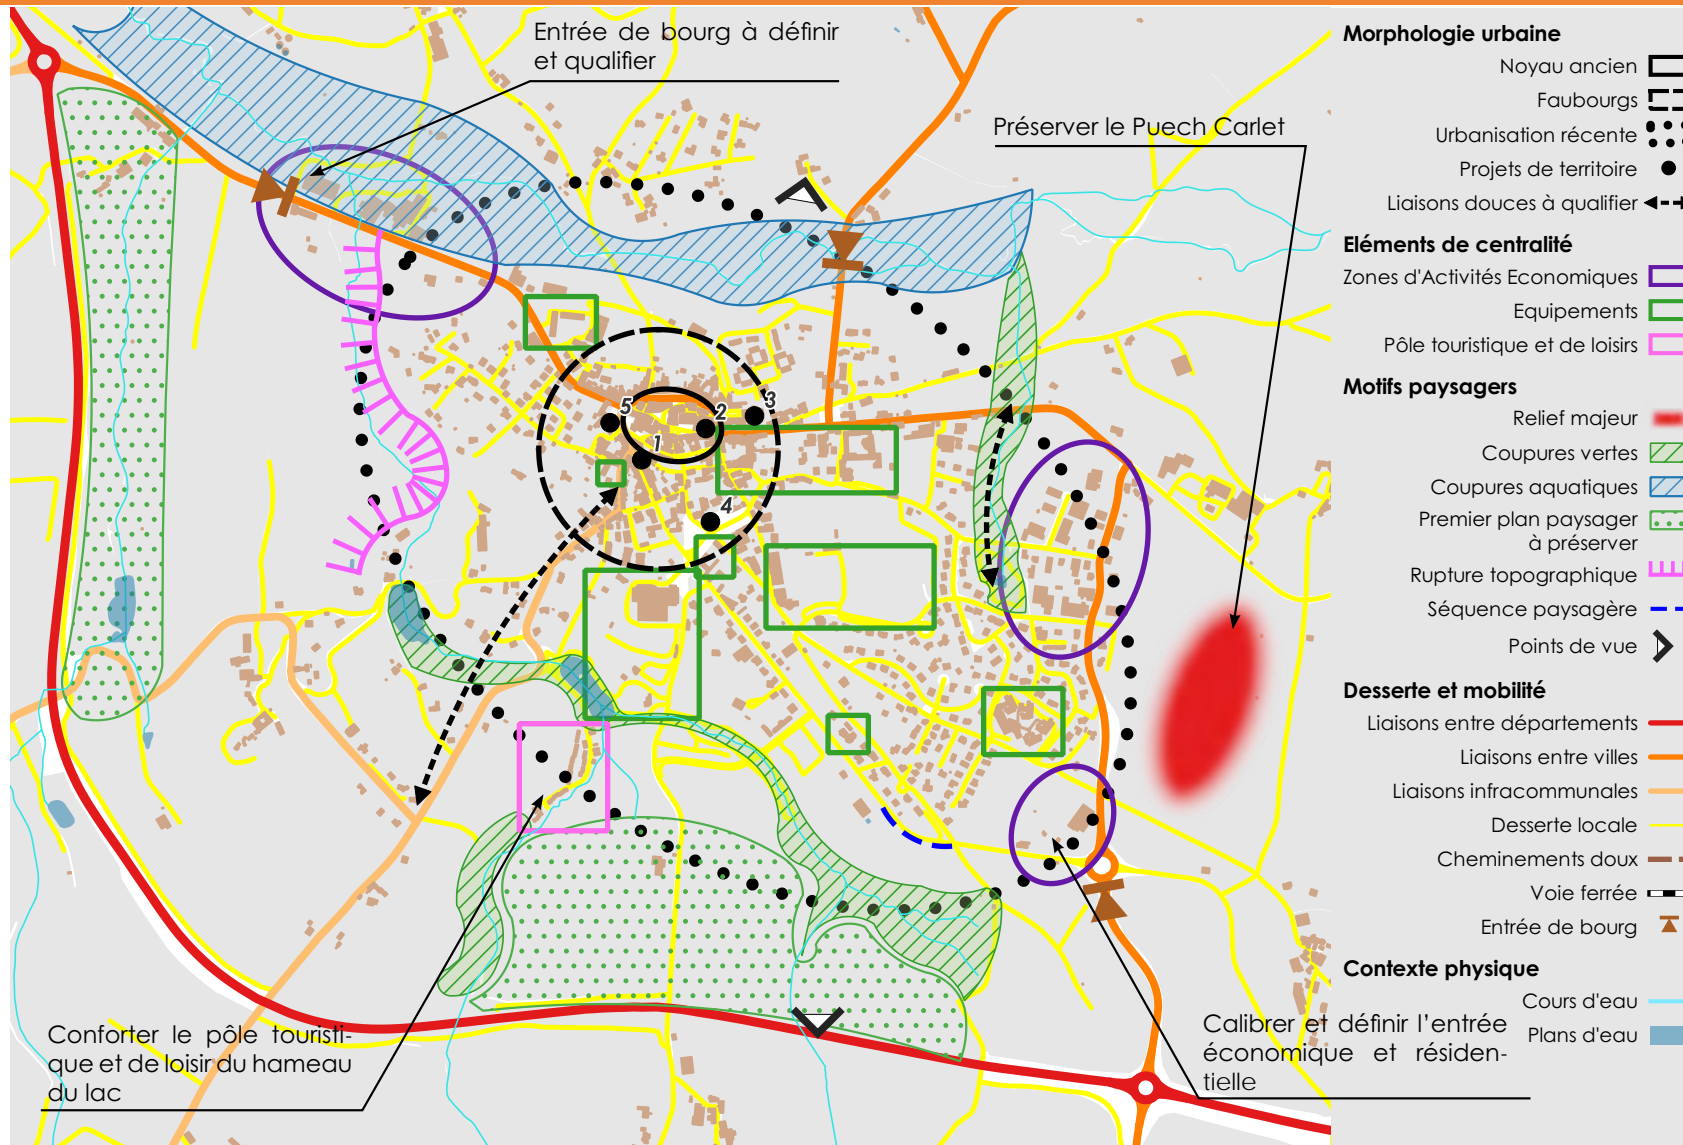 Entrée de bourg à définir
et qualifier
Préserver le Puech Carlet
5
2
3
1
4
Conforter le pôle touristi-
que et de loisir du hameau
du lac
Calibrer et définir l'entrée
économique et résiden-
tielle
Morphologie urbaine
Noyau ancien
Faubourgs
Urbanisation récente
Projets de territoire
Liaisons douces à qualifier
Eléments de centralité
Zones d'Activités Economiques
Equipements
Pôle touristique et de loisirs
Motifs paysagers
Relief majeur
Coupures vertes
Coupures aquatiques
Premier plan paysager
à préserver
Rupture topographique
Séquence paysagère
Points de vue
Desserte et mobilité
Liaisons entre départements
Liaisons entre villes
Liaisons infracommunales
Desserte locale
Cheminements doux
Voie ferrée
Entrée de bourg
Contexte physique
Cours d'eau
Plans d'eau